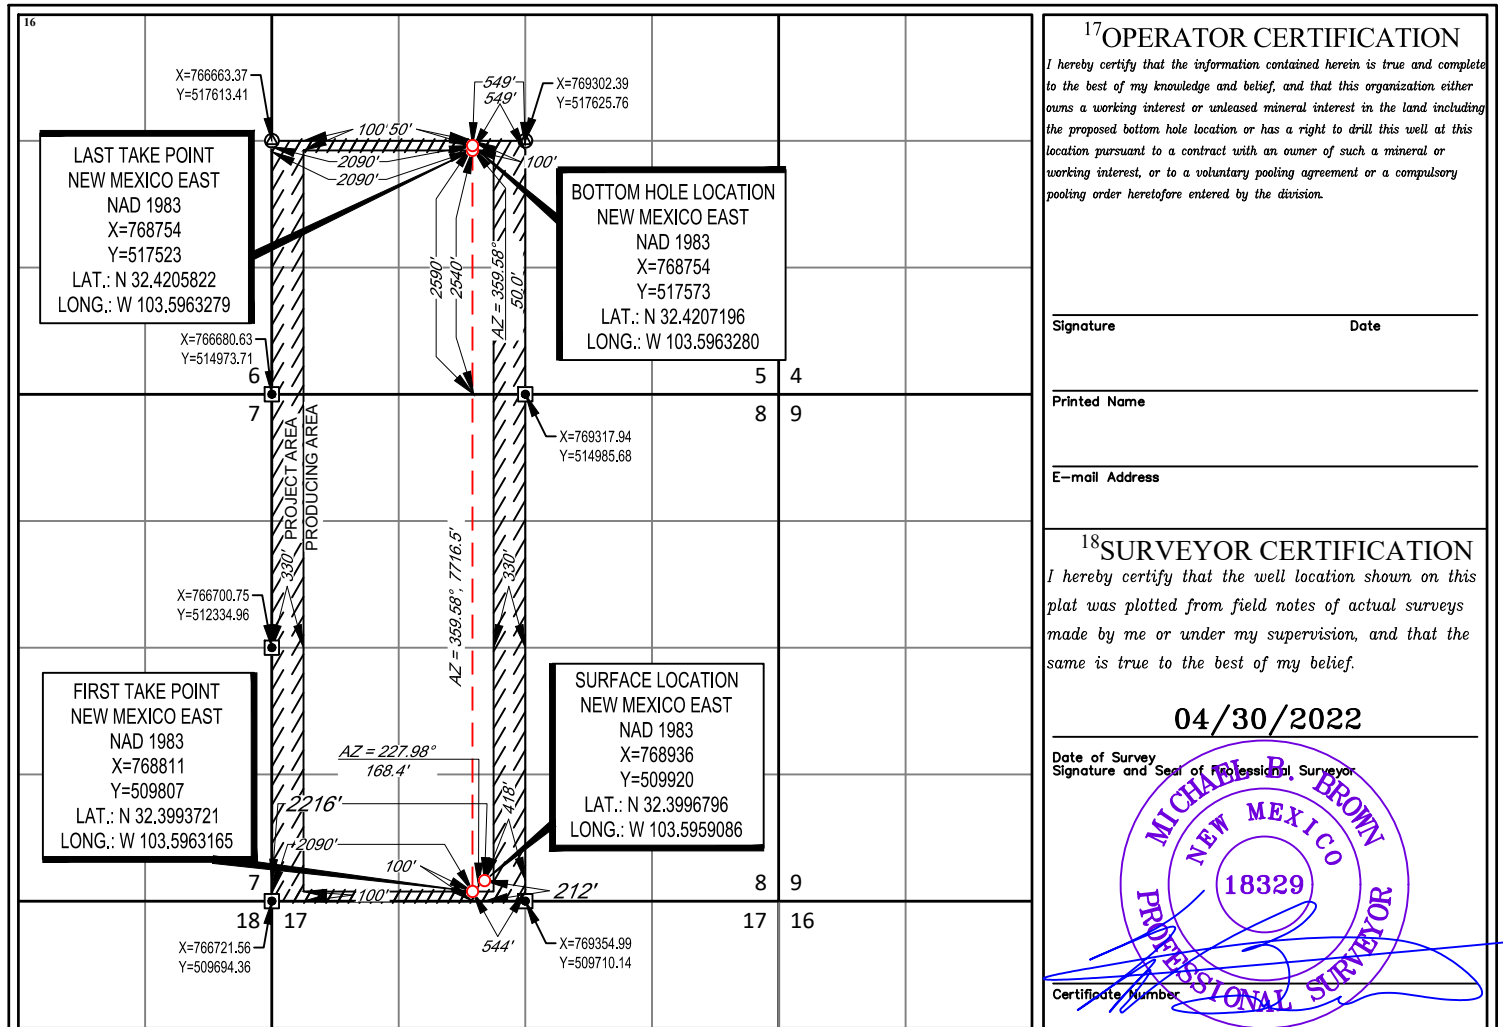 16
X=766663.37
Y=517613.41
549'
549'
X=769302.39
Y=517625.76
100' 50'
2090'
2090'
100'
LAST TAKE POINT
NEW MEXICO EAST
NAD 1983
X=768754
Y=517523
LAT.: N 32.4205822
LONG.: W 103.5963279
BOTTOM HOLE LOCATION
NEW MEXICO EAST
NAD 1983
X=768754
Y=517573
LAT.: N 32.4207196
LONG.: W 103.5963280
2590'
2540'
AZ = 359.58°
50.0'
X=766680.63
Y=514973.71
6
7
5 4
8 9
X=769317.94
Y=514985.68
PROJECT AREA
PRODUCING AREA
330'
330'
AZ = 359.58°, 7716.5'
X=766700.75
Y=512334.96
FIRST TAKE POINT
NEW MEXICO EAST
NAD 1983
X=768811
Y=509807
LAT.: N 32.3993721
LONG.: W 103.5963165
SURFACE LOCATION
NEW MEXICO EAST
NAD 1983
X=768936
Y=509920
LAT.: N 32.3996796
LONG.: W 103.5959086
AZ = 227.98°
168.4'
2216'
418'
2090'
100'
100'
212'
544'
7
18 17
8 9
17 16
X=766721.56
Y=509694.36
X=769354.99
Y=509710.14
17 OPERATOR CERTIFICATION
I hereby certify that the information contained herein is true and complete
to the best of my knowledge and belief, and that this organization either
owns a working interest or unleased mineral interest in the land including
the proposed bottom hole location or has a right to drill this well at this
location pursuant to a contract with an owner of such a mineral or
working interest, or to a voluntary pooling agreement or a compulsory
pooling order heretofore entered by the division.
Signature Date
Printed Name
E-mail Address
18 SURVEYOR CERTIFICATION
I hereby certify that the well location shown on this
plat was plotted from field notes of actual surveys
made by me or under my supervision, and that the
same is true to the best of my belief.
04/30/2022
Date of Survey
Signature and Seal of Professional Surveyor
MICHAEL B. BROWN
NEW MEXICO
18329
PROFESSIONAL SURVEYOR
Certificate Number